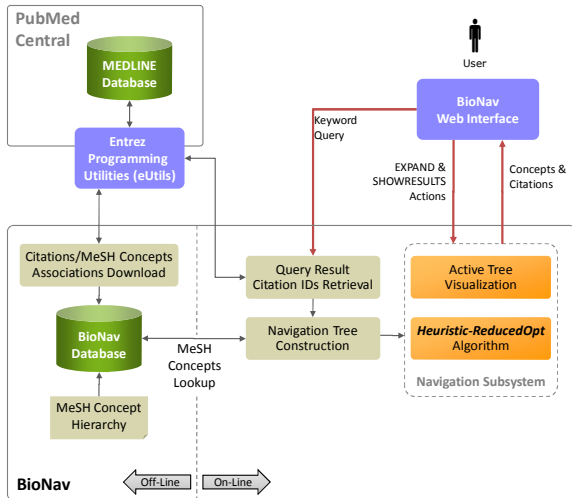 PubMed
Central
MEDLINE
Database
User
Entrez
Programming
Utilities (eUtils)
BioNav
Web Interface
Keyword
Query
EXPAND &
SHOWRESULTS
Actions
Concepts &
Citations
Citations/MeSH Concepts
Associations Download
Query Result
Citation IDs Retrieval
Active Tree
Visualization
BioNav
Database
MeSH
Concepts
Lookup
Navigation Tree
Construction
Heuristic-ReducedOpt
Algorithm
Navigation Subsystem
MeSH Concept
Hierarchy
BioNav
Off-Line
On-Line